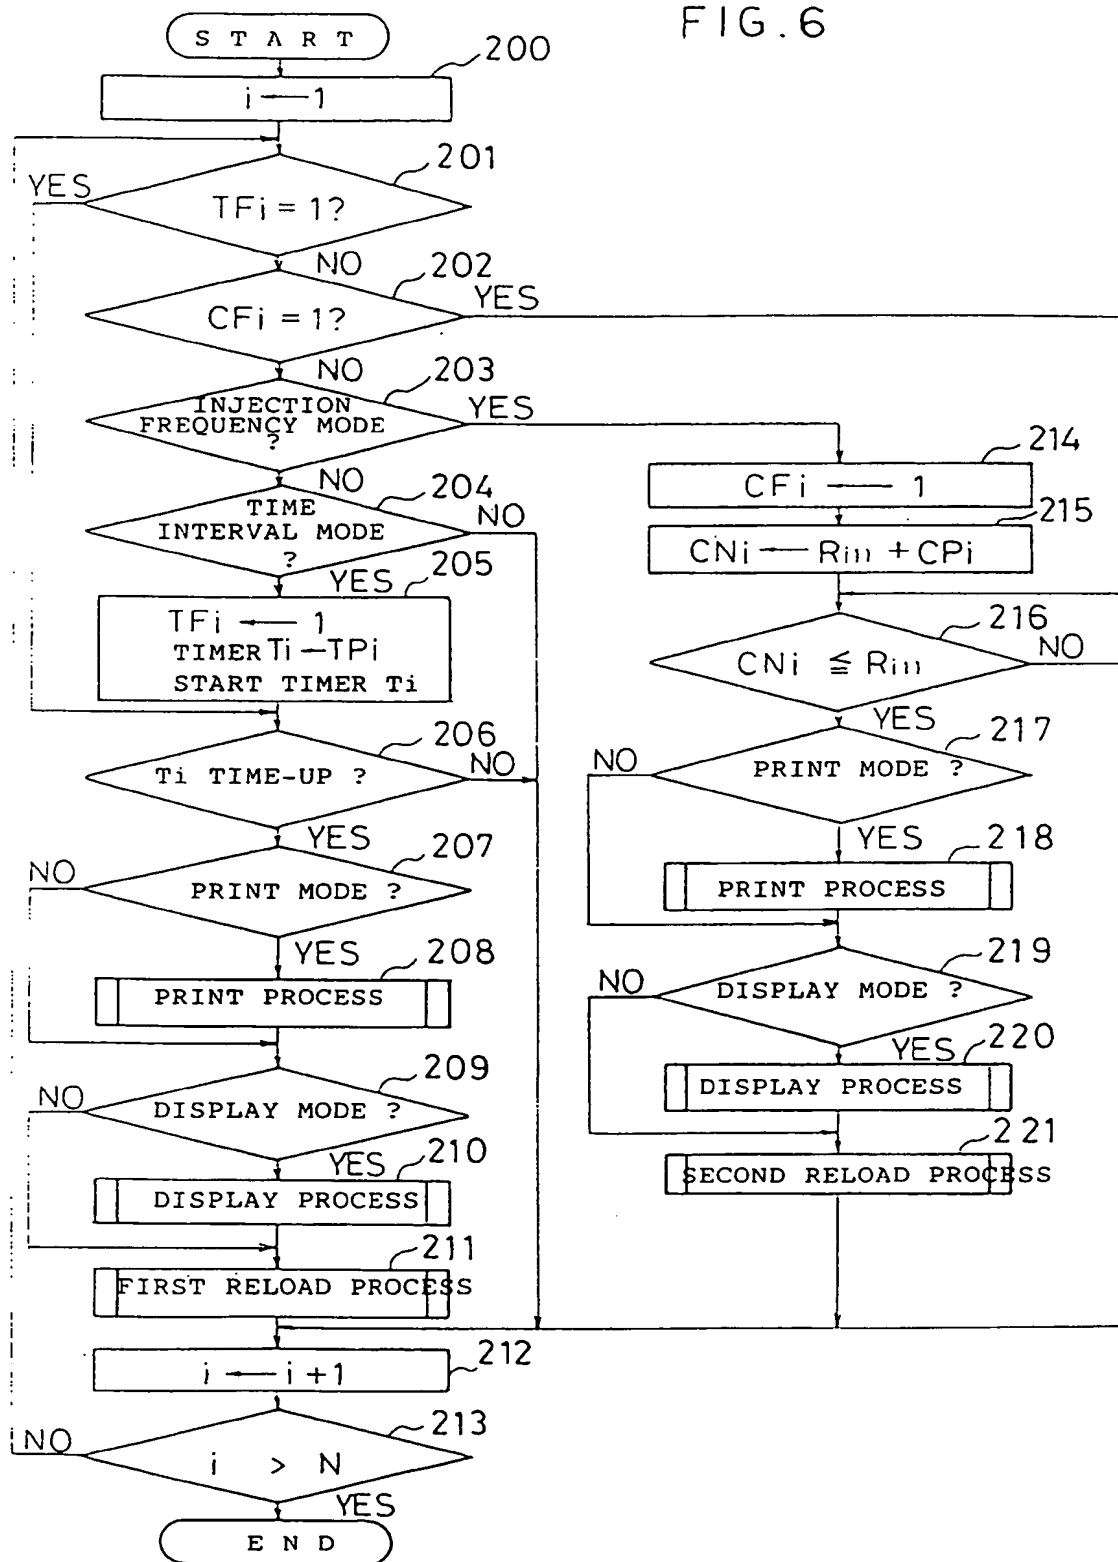 FIG.6
START
200
i ← 1
201
YES
TFi = 1?
NO
202
YES
CFi = 1?
NO
203
INJECTION
FREQUENCY MODE
?
YES
NO
204
TIME
INTERVAL MODE
?
NO
YES
205
TFi ← 1
TIMER Ti ← TPi
START TIMER Ti
206
Ti TIME-UP ?
NO
YES
207
NO
PRINT MODE ?
YES
208
PRINT PROCESS
209
NO
DISPLAY MODE ?
YES
210
DISPLAY PROCESS
211
FIRST RELOAD PROCESS
212
i ← i + 1
213
NO
i > N
YES
END
214
CFi ← 1
215
CNi ← Rin + CPi
216
CNi ≦ Rin
NO
YES
217
NO
PRINT MODE ?
YES
218
PRINT PROCESS
219
NO
DISPLAY MODE ?
YES
220
DISPLAY PROCESS
221
SECOND RELOAD PROCESS